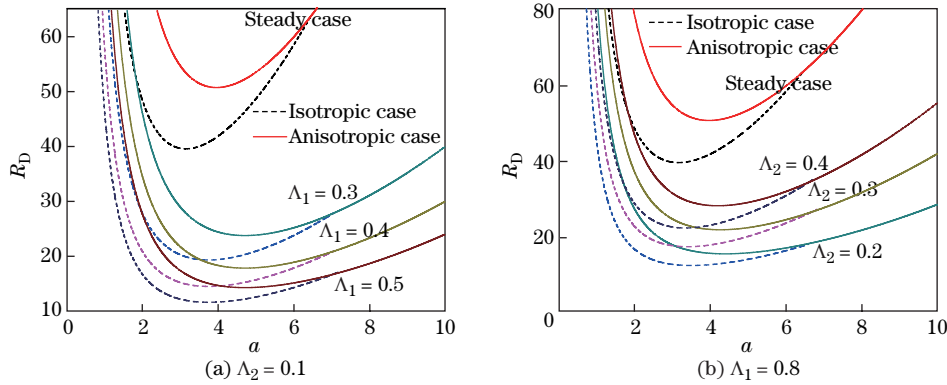 Steady case
60
50
R_D
40
30
20
10
Isotropic case
Anisotropic case
Λ₁ = 0.3
Λ₁ = 0.4
Λ₁ = 0.5
0 2 4 6 8 10
a
(a) Λ₂ = 0.1
80
60
R_D
40
20
0
Isotropic case
Anisotropic case
Steady case
Λ₂ = 0.4
Λ₂ = 0.3
Λ₂ = 0.2
2 4 6 8 10
a
(b) Λ₁ = 0.8